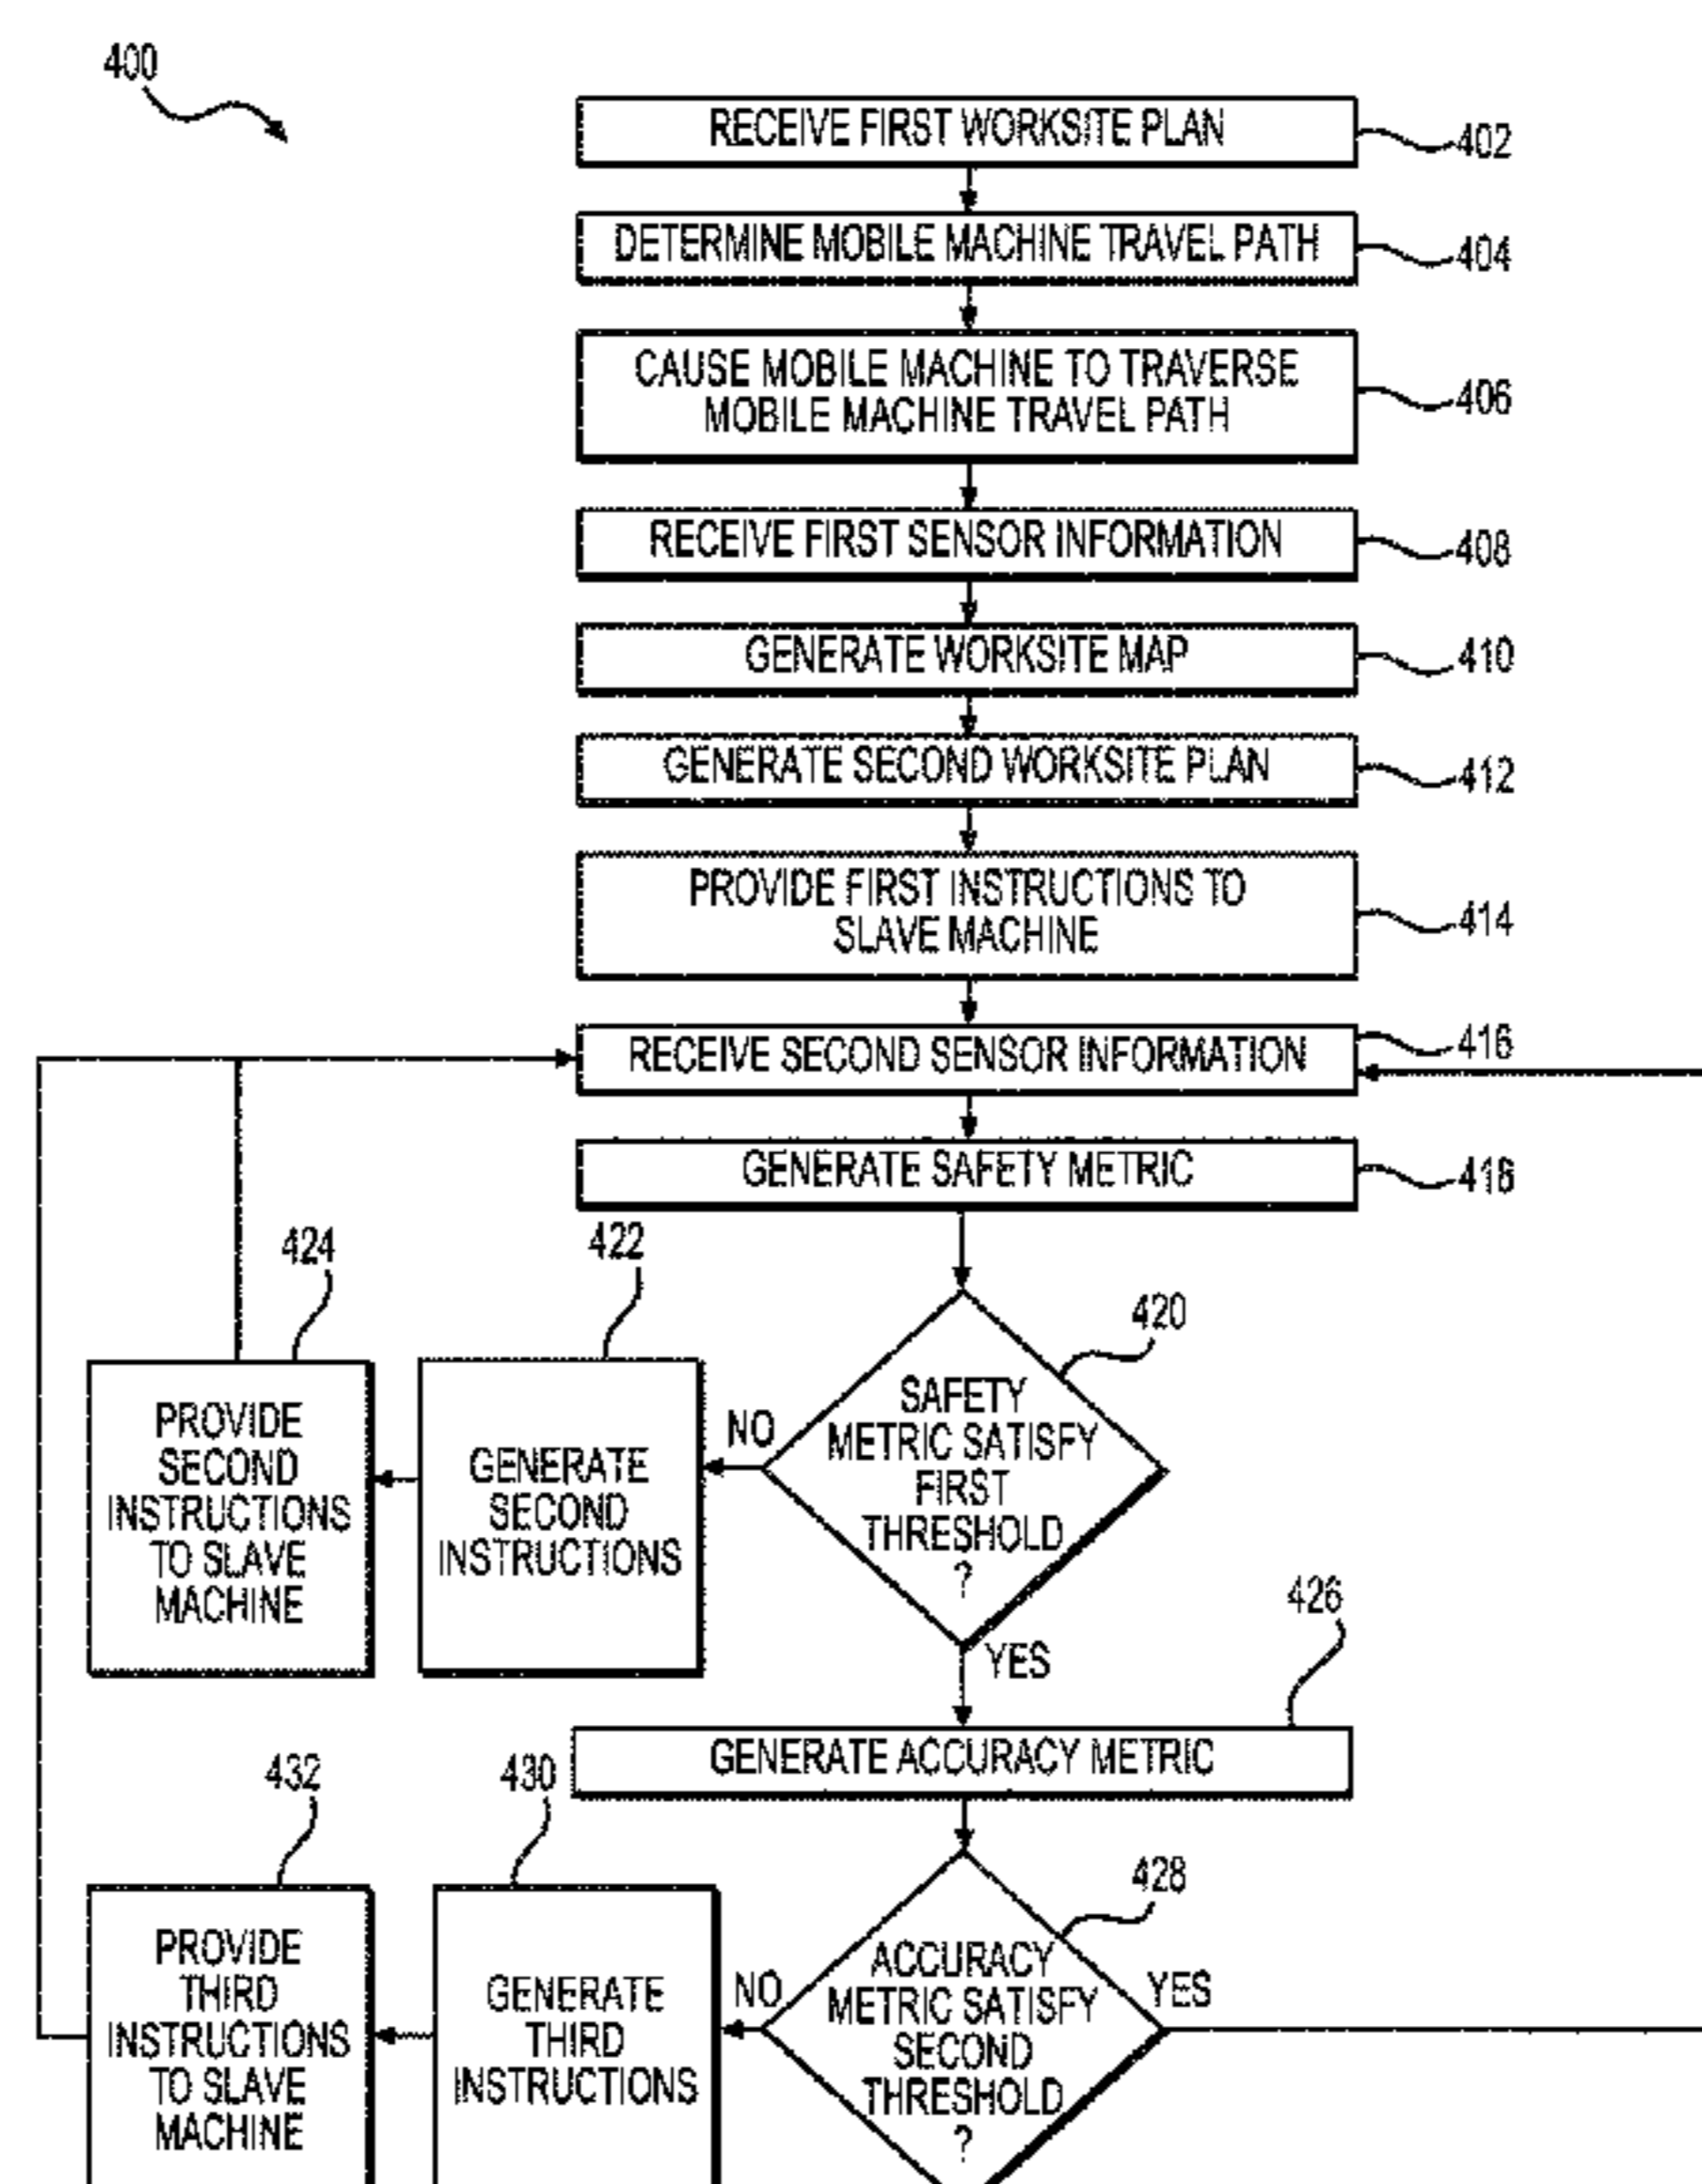 400
RECEIVE FIRST WORKSITE PLAN
402
DETERMINE MOBILE MACHINE TRAVEL PATH
404
CAUSE MOBILE MACHINE TO TRAVERSE
MOBILE MACHINE TRAVEL PATH
406
RECEIVE FIRST SENSOR INFORMATION
408
GENERATE WORKSITE MAP
410
GENERATE SECOND WORKSITE PLAN
412
PROVIDE FIRST INSTRUCTIONS TO
SLAVE MACHINE
414
RECEIVE SECOND SENSOR INFORMATION
416
GENERATE SAFETY METRIC
418
424
422
420
PROVIDE
SECOND
INSTRUCTIONS
TO SLAVE
MACHINE
GENERATE
SECOND
INSTRUCTIONS
NO
SAFETY
METRIC SATISFY
FIRST
THRESHOLD
?
YES
426
GENERATE ACCURACY METRIC
432
430
428
PROVIDE
THIRD
INSTRUCTIONS
TO SLAVE
MACHINE
GENERATE
THIRD
INSTRUCTIONS
NO
ACCURACY
METRIC SATISFY
SECOND
THRESHOLD
?
YES